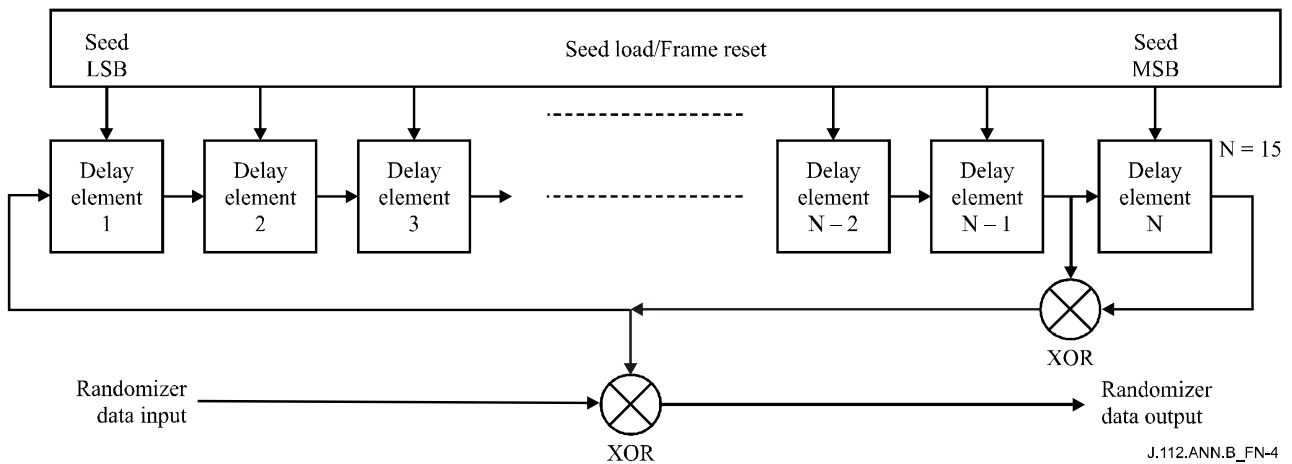 Seed
LSB
Seed load/Frame reset
Seed
MSB
Delay
element
1
Delay
element
2
Delay
element
3
Delay
element
N – 2
Delay
element
N – 1
Delay
element
N
N = 15
XOR
Randomizer
data input
XOR
Randomizer
data output
J.112.ANN.B_FN-4